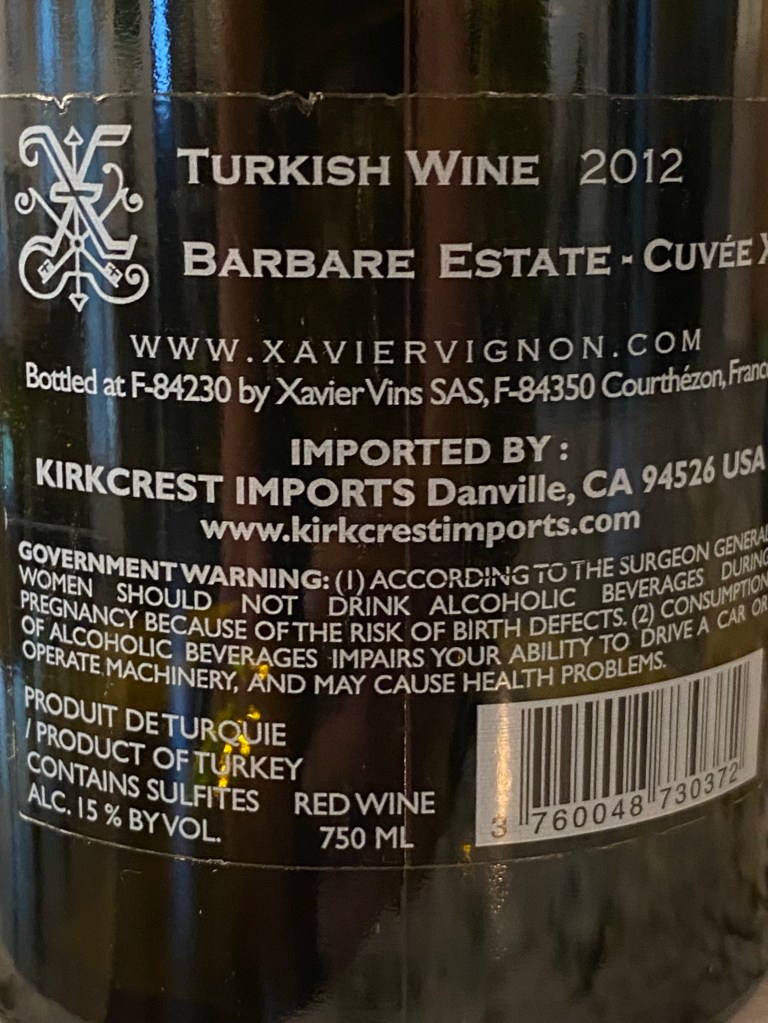 TURKISH WINE 2012
BARBARE ESTATE - CUVÉE X
WWW.XAVIERVIGNON.COM
Bottled at F-84230 by Xavier Vins SAS, F-84350 Courthézon, Franc
IMPORTED BY :
KIRKCREST IMPORTS Danville, CA 94526 USA
www.kirkcrestimports.com
GOVERNMENT WARNING: (1) ACCORDING TO THE SURGEON GENERAL
WOMEN SHOULD NOT DRINK ALCOHOLIC BEVERAGES DURING
PREGNANCY BECAUSE OF THE RISK OF BIRTH DEFECTS. (2) CONSUMPTION
OF ALCOHOLIC BEVERAGES IMPAIRS YOUR ABILITY TO DRIVE A CAR OR
OPERATE MACHINERY, AND MAY CAUSE HEALTH PROBLEMS.
PRODUIT DE TURQUIE
/ PRODUCT OF TURKEY
CONTAINS SULFITES RED WINE
ALC. 15 % BY VOL. 750 ML
3 760048 730372